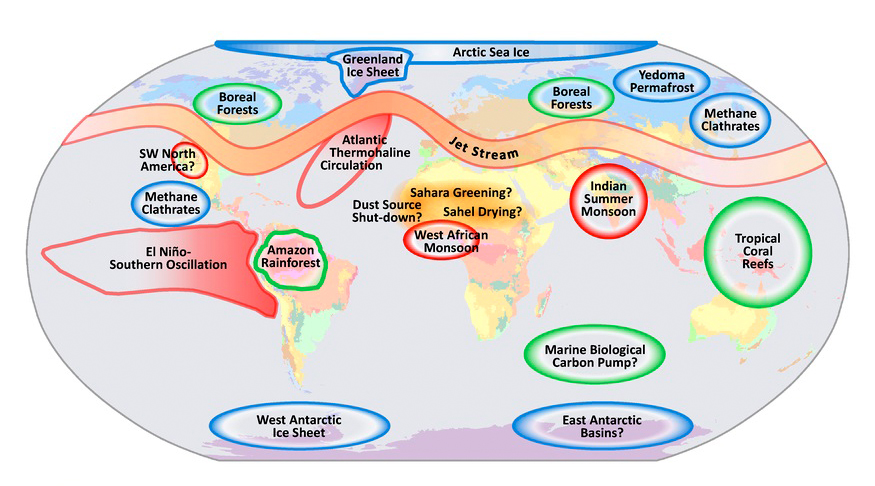 Arctic Sea Ice
Greenland
Ice Sheet
Boreal
Forests
Boreal
Forests
Yedoma
Permafrost
Methane
Clathrates
Jet Stream
Atlantic
Thermohaline
Circulation
SW North
America?
Methane
Clathrates
Sahara Greening?
Dust Source
Shut-down?
Sahel Drying?
Indian
Summer
Monsoon
West African
Monsoon
El Niño-
Southern Oscillation
Amazon
Rainforest
Tropical
Coral
Reefs
Marine Biological
Carbon Pump?
West Antarctic
Ice Sheet
East Antarctic
Basins?